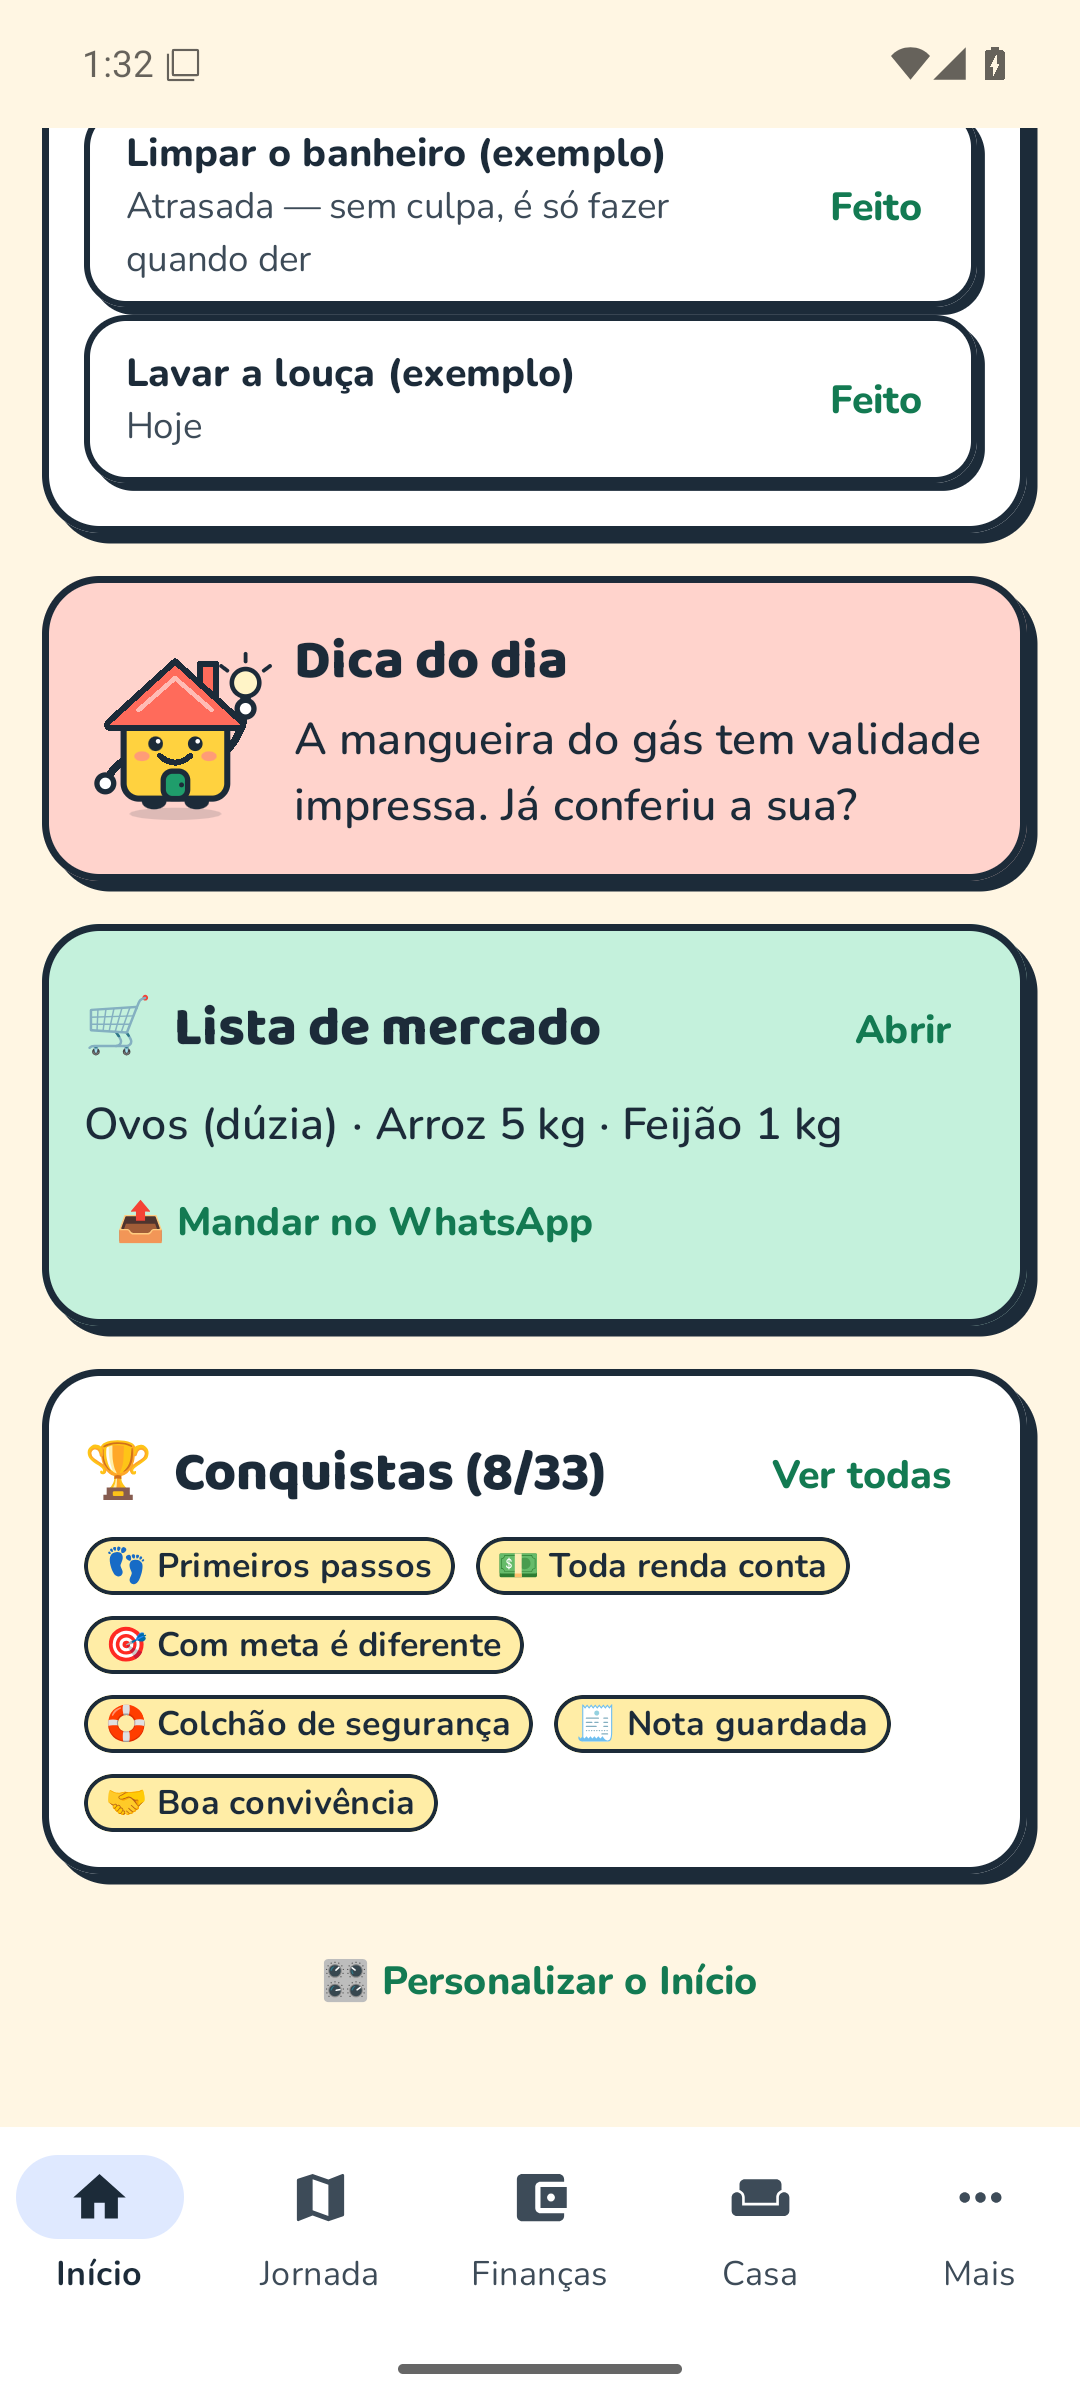 1:32
Limpar o banheiro (exemplo)
Atrasada — sem culpa, é só fazer
quando der
Feito
Lavar a louça (exemplo)
Hoje
Feito
Dica do dia
A mangueira do gás tem validade
impressa. Já conferiu a sua?
Lista de mercado
Abrir
Ovos (dúzia) · Arroz 5 kg · Feijão 1 kg
Mandar no WhatsApp
Conquistas (8/33)
Ver todas
Primeiros passos
Toda renda conta
Com meta é diferente
Colchão de segurança
Nota guardada
Boa convivência
Personalizar o Início
Início
Jornada
Finanças
Casa
Mais